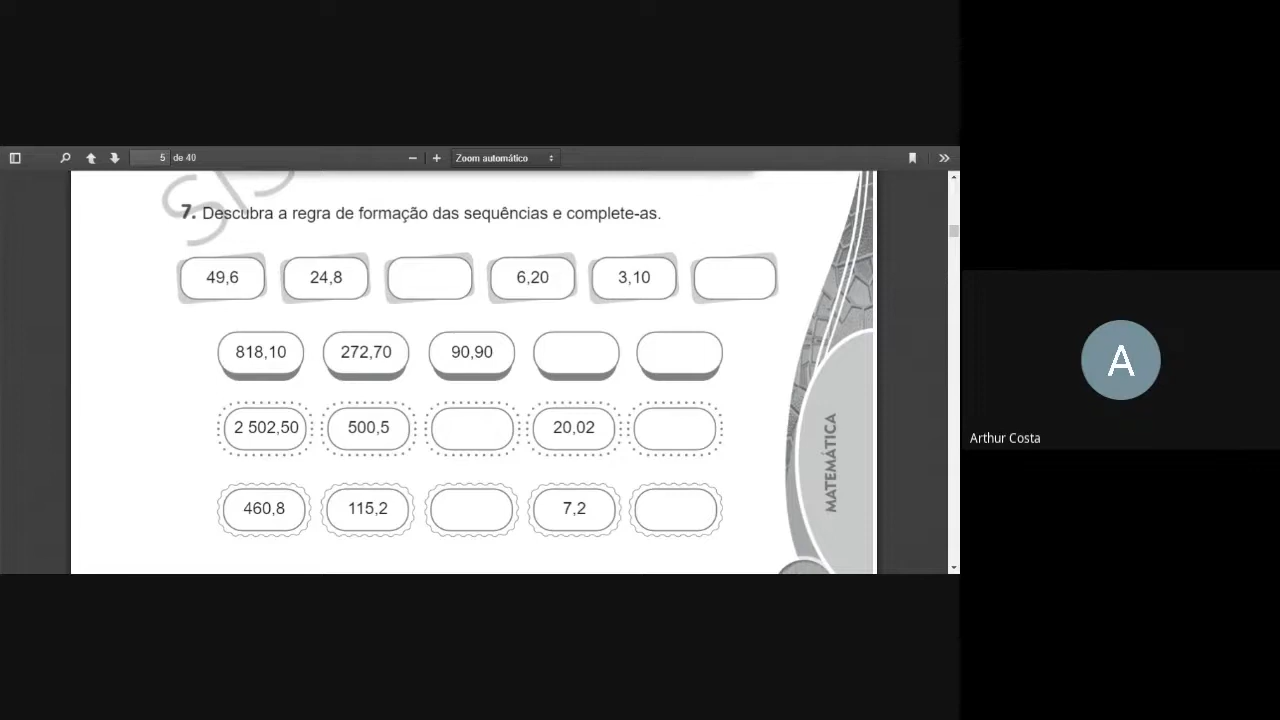 5 de 40
Zoom automático
SIS
7. Descubra a regra de formação das sequências e complete-as.
49,6 24,8 6,20 3,10
818,10 272,70 90,90
2 502,50 500,5 20,02
460,8 115,2 7,2
MATEMÁTICA
A
Arthur Costa